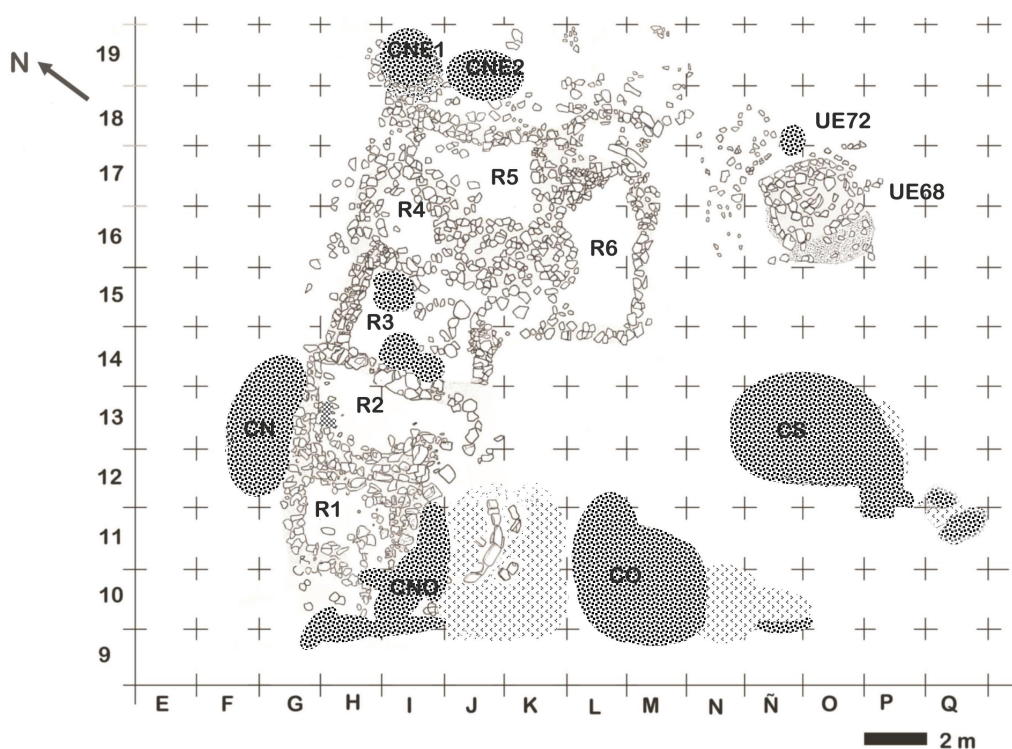 19
CNE1
N
CNE2
18
UE72
17
R5
UE68
R4
16
R6
15
R3
14
R2
13
CN
CS
12
R1
11
CO
CNO
10
9
E F G H I J K L M N Ñ O P Q
2 m